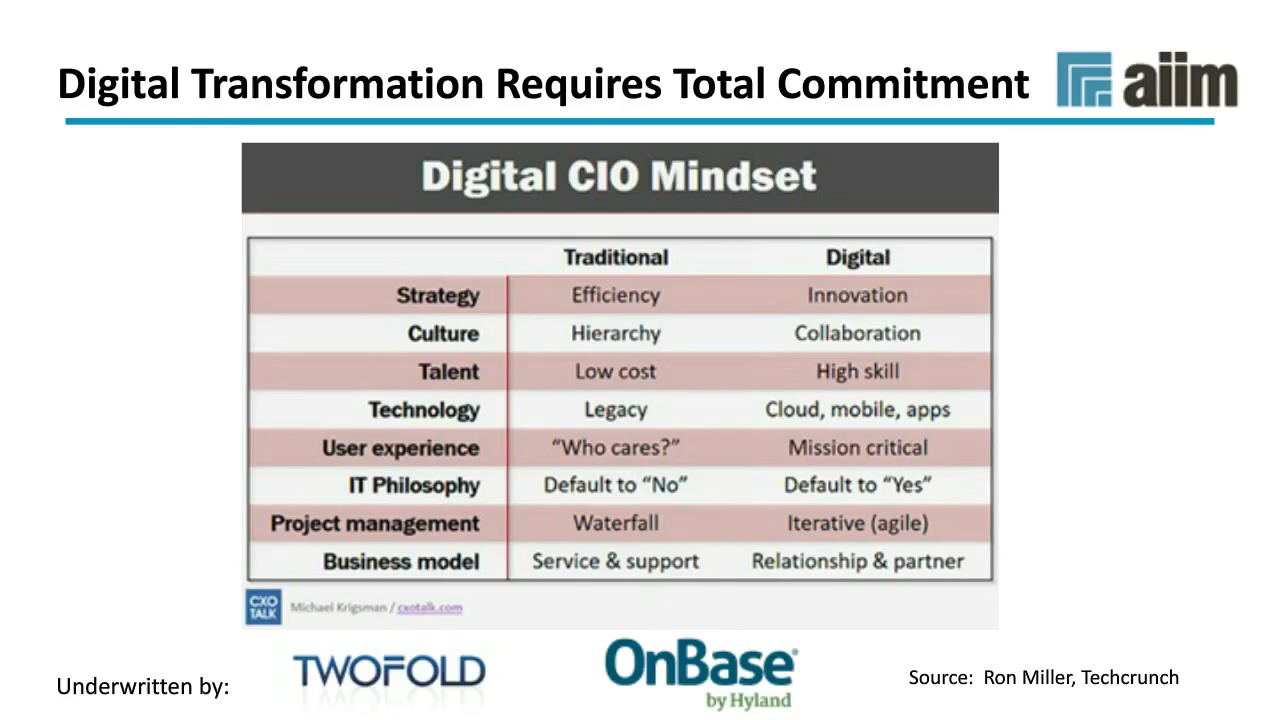 Digital Transformation Requires Total Commitment
aiim
Digital CIO Mindset
Traditional Digital
Strategy Efficiency Innovation
Culture Hierarchy Collaboration
Talent Low cost High skill
Technology Legacy Cloud, mobile, apps
User experience “Who cares?” Mission critical
IT Philosophy Default to “No” Default to “Yes”
Project management Waterfall Iterative (agile)
Business model Service & support Relationship & partner
CXO
TALK
Michael Krigsman / cxotalk.com
Underwritten by:
TWOFOLD
OnBase®
by Hyland
Source: Ron Miller, Techcrunch